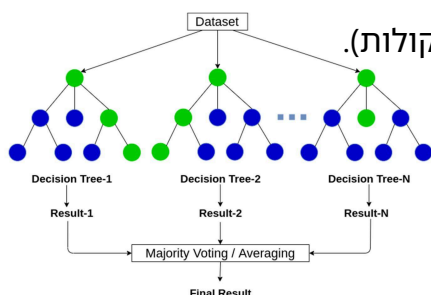 Dataset
קולות).
Decision Tree-1 Decision Tree-2 Decision Tree-N
Result-1 Result-2 Result-N
Majority Voting / Averaging
Final Result